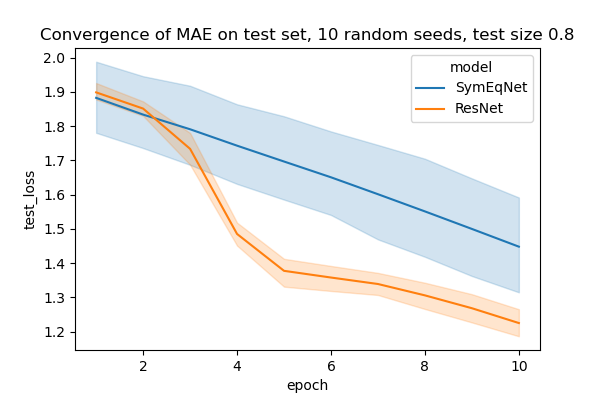 Convergence of MAE on test set, 10 random seeds, test size 0.8
model
SymEqNet
ResNet
test_loss
2.0
1.9
1.8
1.7
1.6
1.5
1.4
1.3
1.2
2 4 6 8 10
epoch